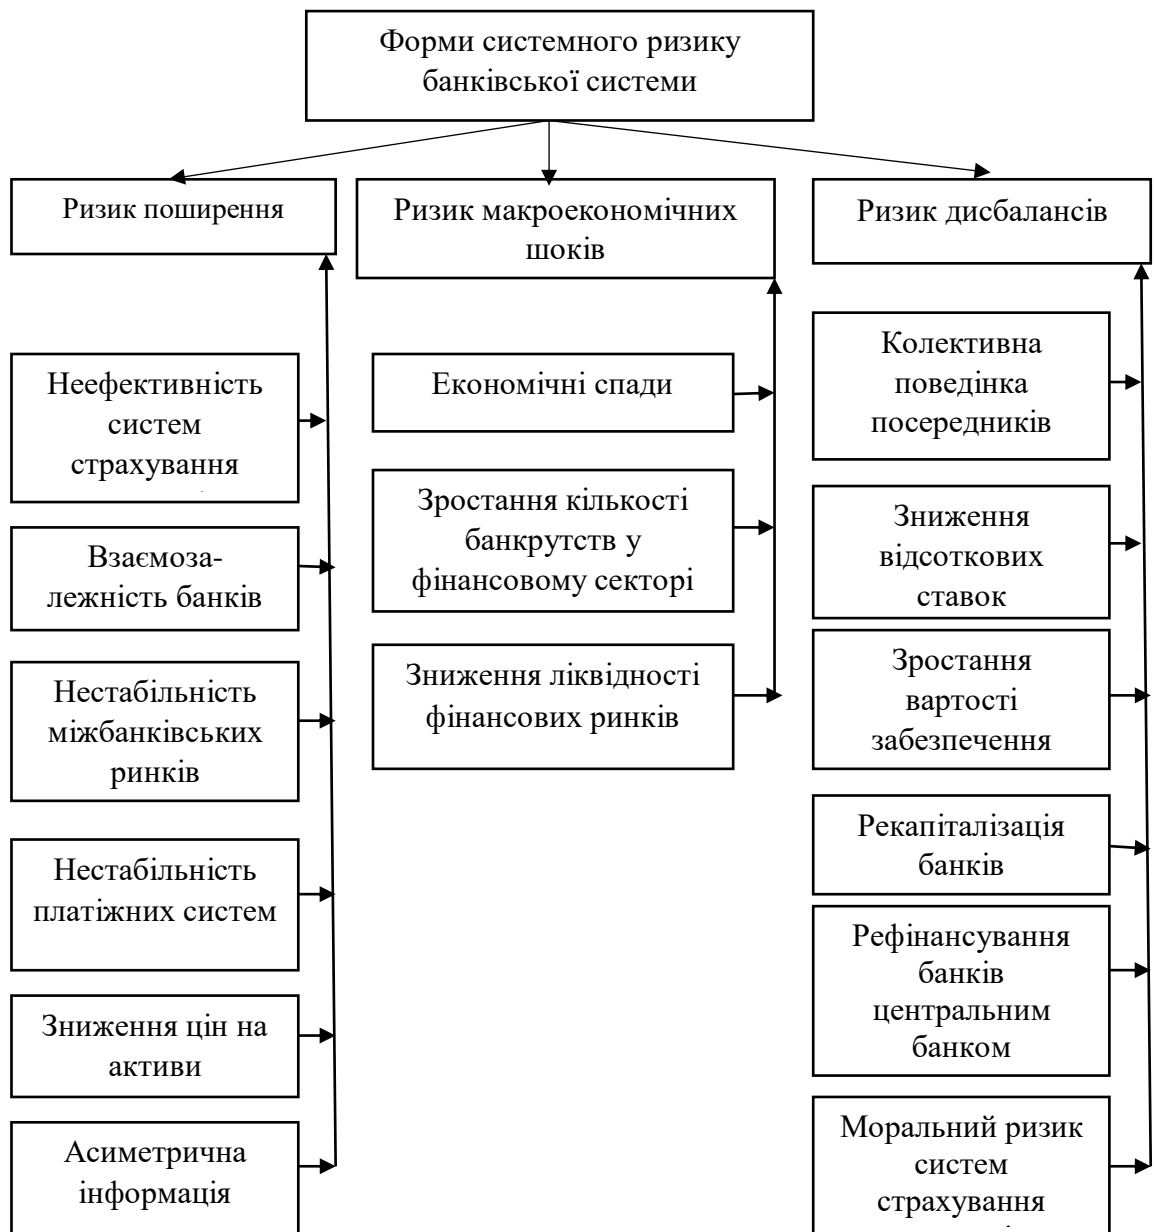 Форми системного ризику
банківської системи
Ризик поширення
Ризик макроекономічних
шоків
Ризик дисбалансів
Неефективність
систем
страхування
Взаємоза-
лежність банків
Нестабільність
міжбанківських
ринків
Нестабільність
платіжних систем
Зниження цін на
активи
Асиметрична
інформація
Економічні спади
Зростання кількості
банкрутств у
фінансовому секторі
Зниження ліквідності
фінансових ринків
Колективна
поведінка
посередників
Зниження
відсоткових
ставок
Зростання
вартості
забезпечення
Рекапіталізація
банків
Рефінансування
банків
центральним
банком
Моральний ризик
систем
страхування